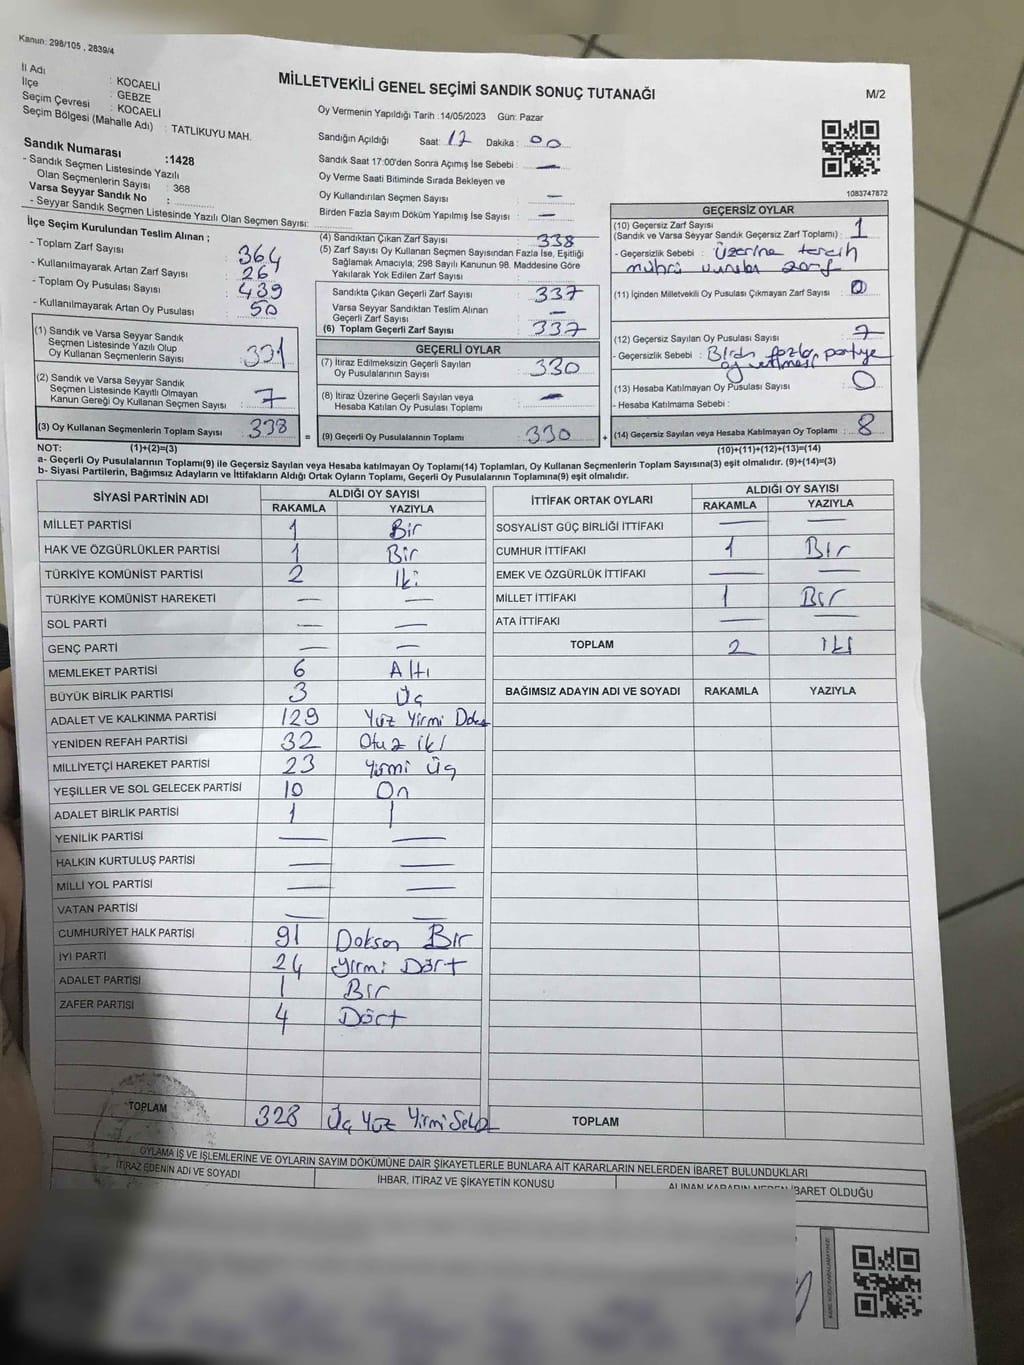 Kanun: 298/105 , 2839/4
MİLLETVEKİLİ GENEL SEÇİMİ SANDIK SONUÇ TUTANAĞI
M/2
İl Adı : KOCAELİ
İlçe : GEBZE
Seçim Çevresi : KOCAELİ
Seçim Bölgesi (Mahalle Adı) : TATLIKUYU MAH.
Sandık Numarası :1428
- Sandık Seçmen Listesinde Yazılı
Olan Seçmenlerin Sayısı : 368
Varsa Seyyar Sandık No :
- Seyyar Sandık Seçmen Listesinde Yazılı Olan Seçmen Sayısı:
Oy Vermenin Yapıldığı Tarih :14/05/2023 Gün: Pazar
Sandığın Açıldığı Saat: 17 Dakika: 00
Sandık Saat 17:00'den Sonra Açımış İse Sebebi : —
Oy Verme Saati Bitiminde Sırada Bekleyen ve
Oy Kullandırılan Seçmen Sayısı : —
Birden Fazla Sayım Döküm Yapılmış İse Sayısı : —
1083747872
İlçe Seçim Kurulundan Teslim Alınan ;
- Toplam Zarf Sayısı : 364
- Kullanılmayarak Artan Zarf Sayısı : 26
- Toplam Oy Pusulası Sayısı : 439
- Kullanılmayarak Artan Oy Pusulası : 50
(1) Sandık ve Varsa Seyyar Sandık
Seçmen Listesinde Yazılı Olup
Oy Kullanan Seçmenlerin Sayısı : 331
(2) Sandık ve Varsa Seyyar Sandık
Seçmen Listesinde Kayıtlı Olmayan
Kanun Gereği Oy Kullanan Seçmen Sayısı : 7
(3) Oy Kullanan Seçmenlerin Toplam Sayısı : 338
(4) Sandıktan Çıkan Zarf Sayısı : 338
(5) Zarf Sayısı Oy Kullanan Seçmen Sayısından Fazla İse, Eşitliği
Sağlamak Amacıyla, 298 Sayılı Kanunun 98. Maddesine Göre
Yakılarak Yok Edilen Zarf Sayısı :
Sandıkta Çıkan Geçerli Zarf Sayısı : 337
Varsa Seyyar Sandıktan Teslim Alınan
Geçerli Zarf Sayısı : —
(6) Toplam Geçerli Zarf Sayısı : 337
GEÇERLİ OYLAR
(7) İtiraz Edilmeksizin Geçerli Sayılan
Oy Pusulalarının Sayısı : 330
(8) İtiraz Üzerine Geçerli Sayılan veya
Hesaba Katılan Oy Pusulası Toplamı : —
= (9) Geçerli Oy Pusulalarının Toplamı : 330
GEÇERSİZ OYLAR
(10) Geçersiz Zarf Sayısı
(Sandık ve Varsa Seyyar Sandık Geçersiz Zarf Toplamı) : 1
- Geçersizlik Sebebi : üzerine tercih
mührü vurulan zarf
(11) İçinden Milletvekili Oy Pusulası Çıkmayan Zarf Sayısı : 0
(12) Geçersiz Sayılan Oy Pusulası Sayısı : 7
- Geçersizlik Sebebi : Birden fazla partiye
oy verilmesi
(13) Hesaba Katılmayan Oy Pusulası Sayısı : 0
- Hesaba Katılmama Sebebi :
+ (14) Geçersiz Sayılan veya Hesaba Katılmayan Oy Toplamı : 8
NOT: (1)+(2)=(3)
(10)+(11)+(12)+(13)=(14)
a- Geçerli Oy Pusulalarının Toplamı(9) ile Geçersiz Sayılan veya Hesaba katılmayan Oy Toplamı(14) Toplamları, Oy Kullanan Seçmenlerin Toplam Sayısına(3) eşit olmalıdır. (9)+(14)=(3)
b- Siyasi Partilerin, Bağımsız Adayların ve İttifakların Aldığı Ortak Oyların Toplamı, Geçerli Oy Pusulalarının Toplamına(9) eşit olmalıdır.
SİYASİ PARTİNİN ADI ALDIĞI OY SAYISI
RAKAMLA YAZIYLA
MİLLET PARTİSİ 1 Bir
HAK VE ÖZGÜRLÜKLER PARTİSİ 1 Bir
TÜRKİYE KOMÜNİST PARTİSİ 2 İki
TÜRKİYE KOMÜNİST HAREKETİ — —
SOL PARTİ — —
GENÇ PARTİ — —
MEMLEKET PARTİSİ 6 Altı
BÜYÜK BİRLİK PARTİSİ 3 Üç
ADALET VE KALKINMA PARTİSİ 129 Yüz Yirmi
YENİDEN REFAH PARTİSİ 32 Otuz iki
MİLLİYETÇİ HAREKET PARTİSİ 23 Yirmi Üç
YEŞİLLER VE SOL GELECEK PARTİSİ 10 On
ADALET BİRLİK PARTİSİ 1 1
YENİLİK PARTİSİ — —
HALKIN KURTULUŞ PARTİSİ — —
MİLLİ YOL PARTİSİ — —
VATAN PARTİSİ — —
CUMHURİYET HALK PARTİSİ 91 Doksan Bir
İYİ PARTİ 24 Yirmi Dört
ADALET PARTİSİ 1 Bir
ZAFER PARTİSİ 4 Dört
TOPLAM 328 Üç Yüz Yirmi
İTTİFAK ORTAK OYLARI ALDIĞI OY SAYISI
RAKAMLA YAZIYLA
SOSYALİST GÜÇ BİRLİĞİ İTTİFAKI — —
CUMHUR İTTİFAKI 1 Bir
EMEK VE ÖZGÜRLÜK İTTİFAKI — —
MİLLET İTTİFAKI 1 Bir
ATA İTTİFAKI — —
TOPLAM 2 İki
BAĞIMSIZ ADAYIN ADI VE SOYADI RAKAMLA YAZIYLA
TOPLAM
OYLAMA İŞ VE İŞLEMLERİNE VE OYLARIN SAYIM DÖKÜMÜNE DAİR ŞİKAYETLERLE BUNLARA AİT KARARLARIN NELERDEN İBARET BULUNDUKLARI
İTİRAZ EDENİN ADI VE SOYADI İHBAR, İTİRAZ VE ŞİKAYETİN KONUSU ALINAN KARARIN NEDEN İBARET OLDUĞU